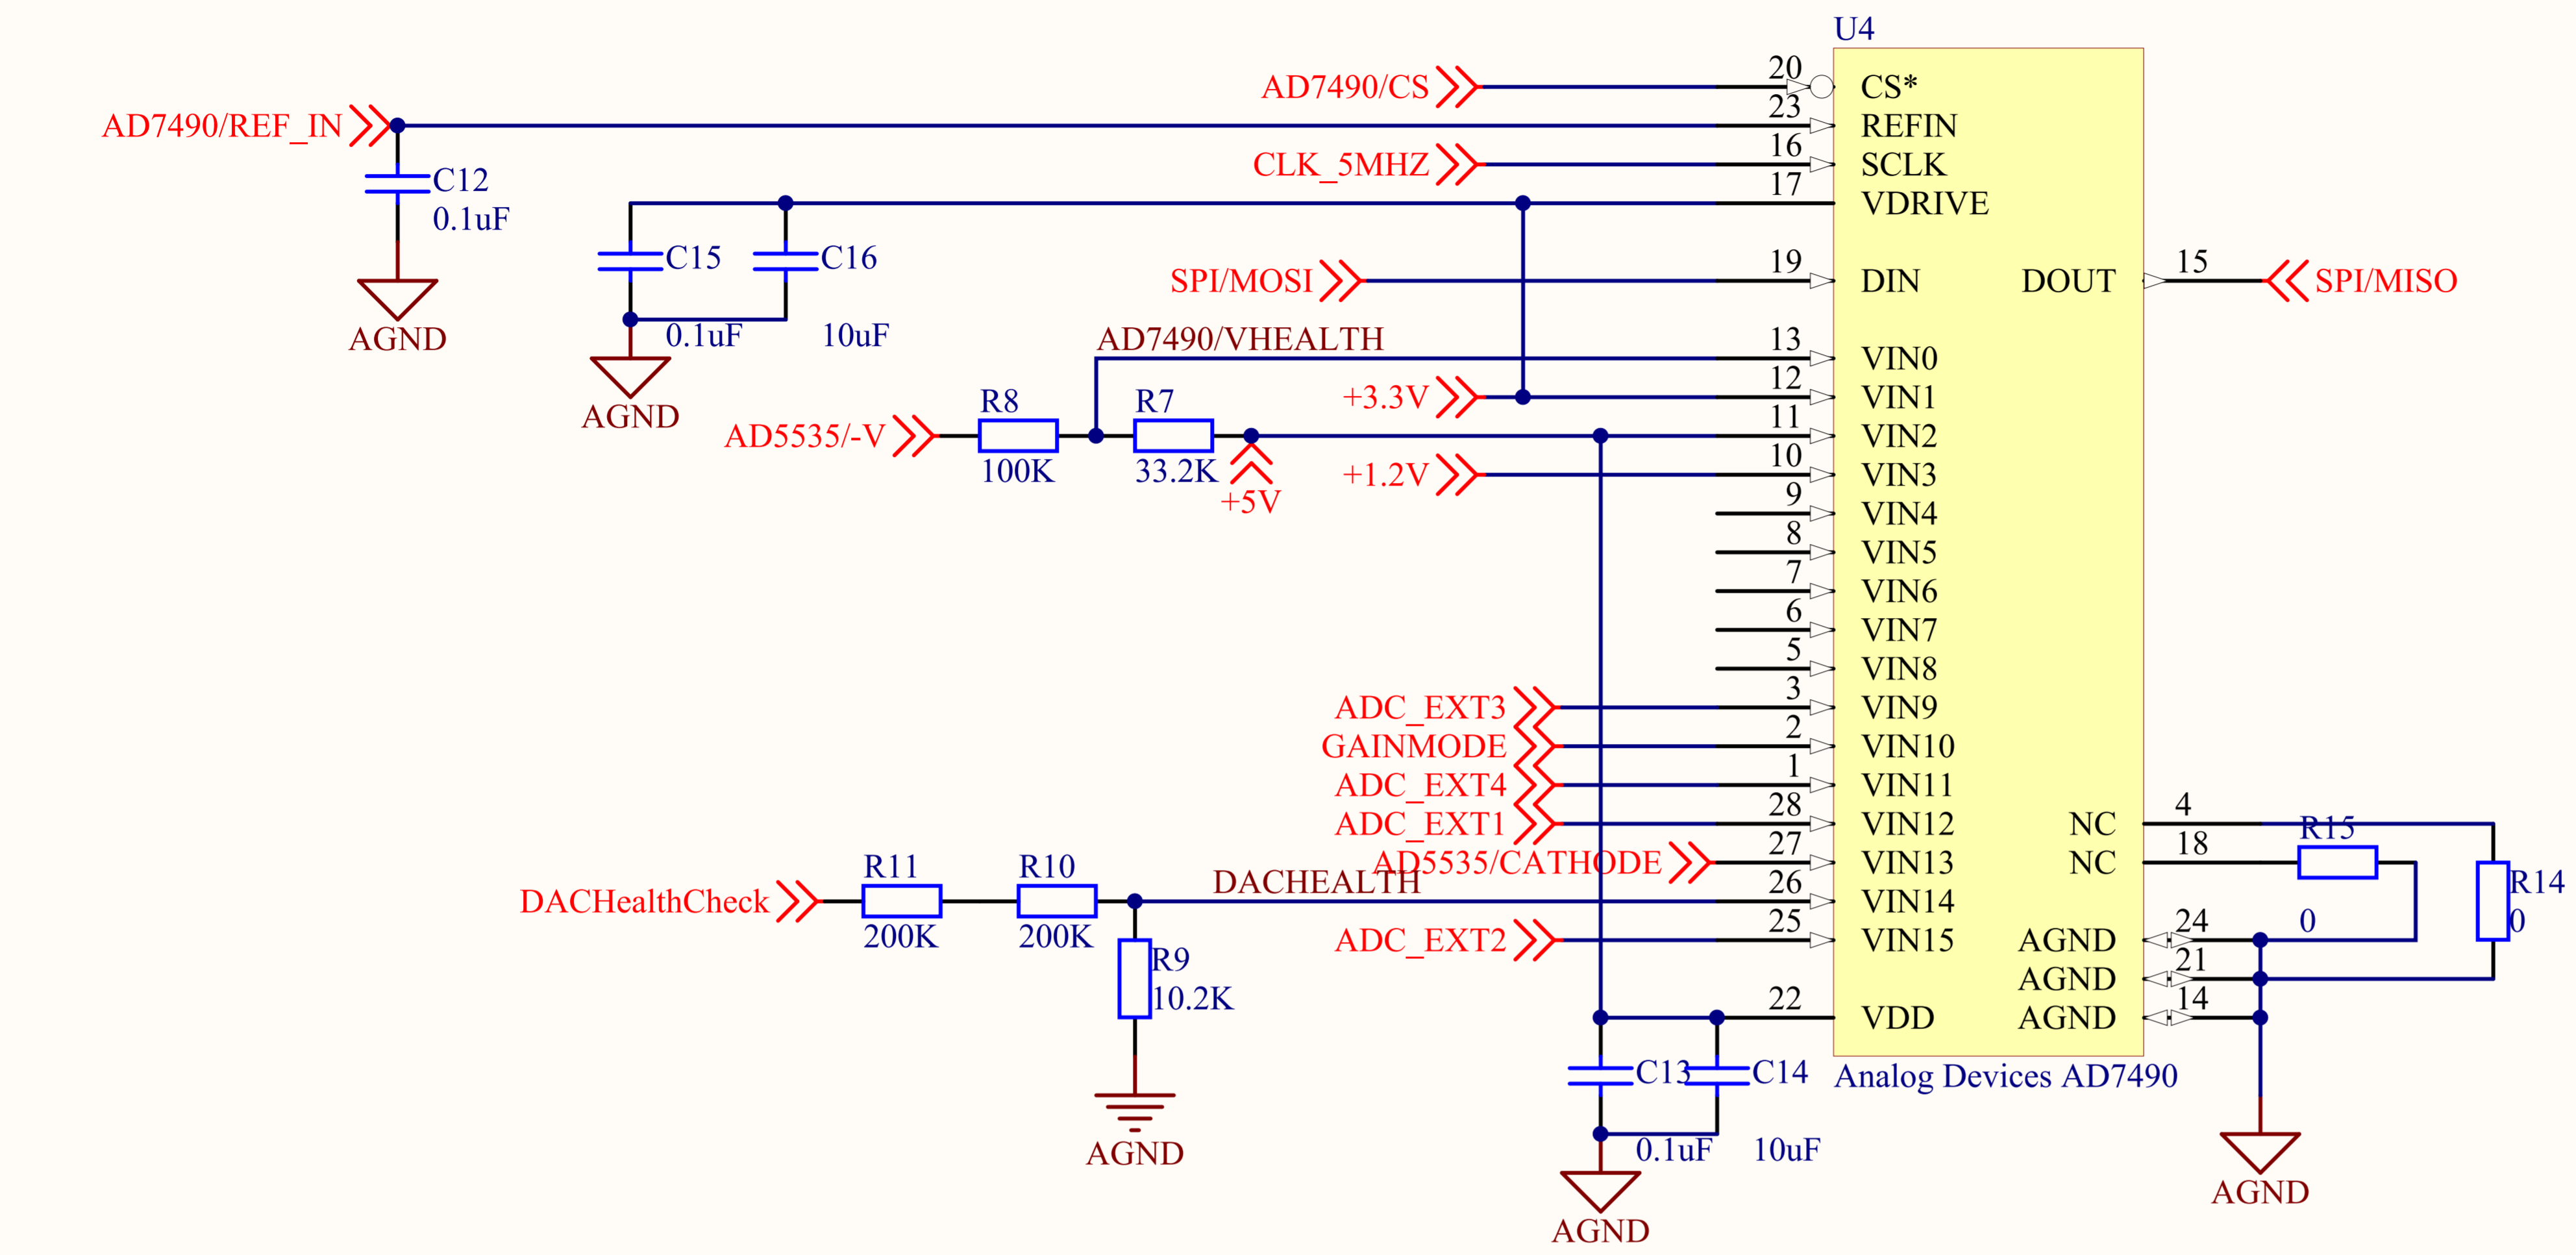 U4
AD7490/CS
20
CS*
AD7490/REF_IN
23
REFIN
CLK_5MHZ
16
SCLK
17
VDRIVE
C12
0.1uF
AGND
C15
0.1uF
C16
10uF
AGND
SPI/MOSI
19
DIN
DOUT
15
SPI/MISO
AD7490/VHEALTH
13
VIN0
+3.3V
12
VIN1
AD5535/-V
R8
100K
R7
33.2K
+5V
11
VIN2
+1.2V
10
VIN3
9
VIN4
8
VIN5
7
VIN6
6
VIN7
5
VIN8
ADC_EXT3
3
VIN9
GAINMODE
2
VIN10
ADC_EXT4
1
VIN11
ADC_EXT1
28
VIN12
NC
4
R15
0
AD5535/CATHODE
27
VIN13
NC
18
R14
0
DACHealthCheck
R11
200K
R10
200K
DACHEALTH
26
VIN14
R9
10.2K
AGND
ADC_EXT2
25
VIN15
AGND
24
AGND
21
22
VDD
AGND
14
C13
0.1uF
C14
10uF
Analog Devices AD7490
AGND
AGND